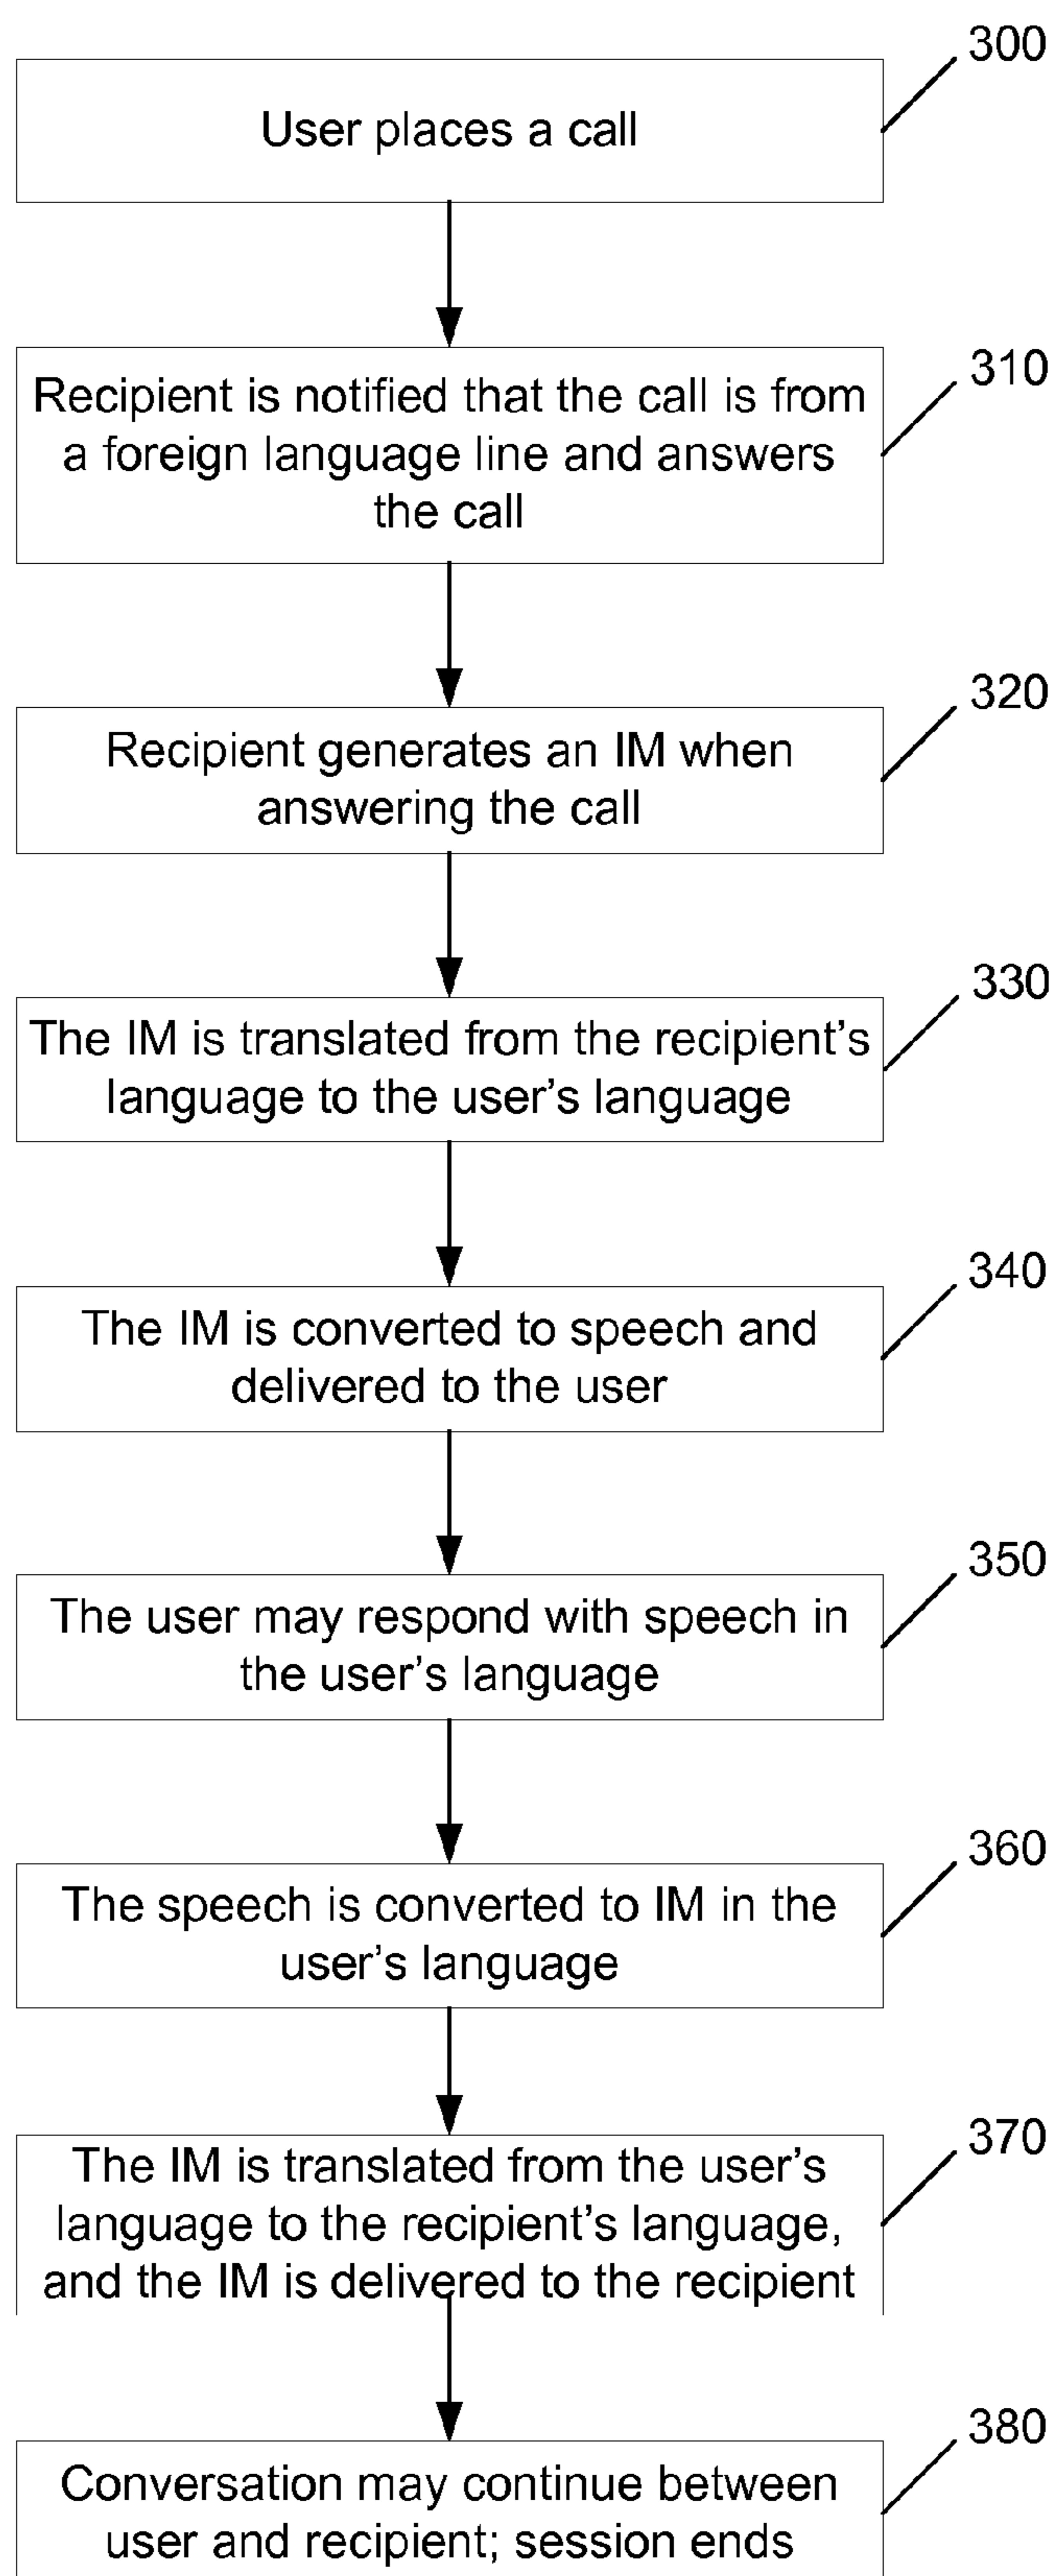 300
User places a call
310
Recipient is notified that the call is from
a foreign language line and answers
the call
320
Recipient generates an IM when
answering the call
330
The IM is translated from the recipient’s
language to the user’s language
340
The IM is converted to speech and
delivered to the user
350
The user may respond with speech in
the user’s language
360
The speech is converted to IM in the
user’s language
370
The IM is translated from the user’s
language to the recipient’s language,
and the IM is delivered to the recipient
380
Conversation may continue between
user and recipient; session ends